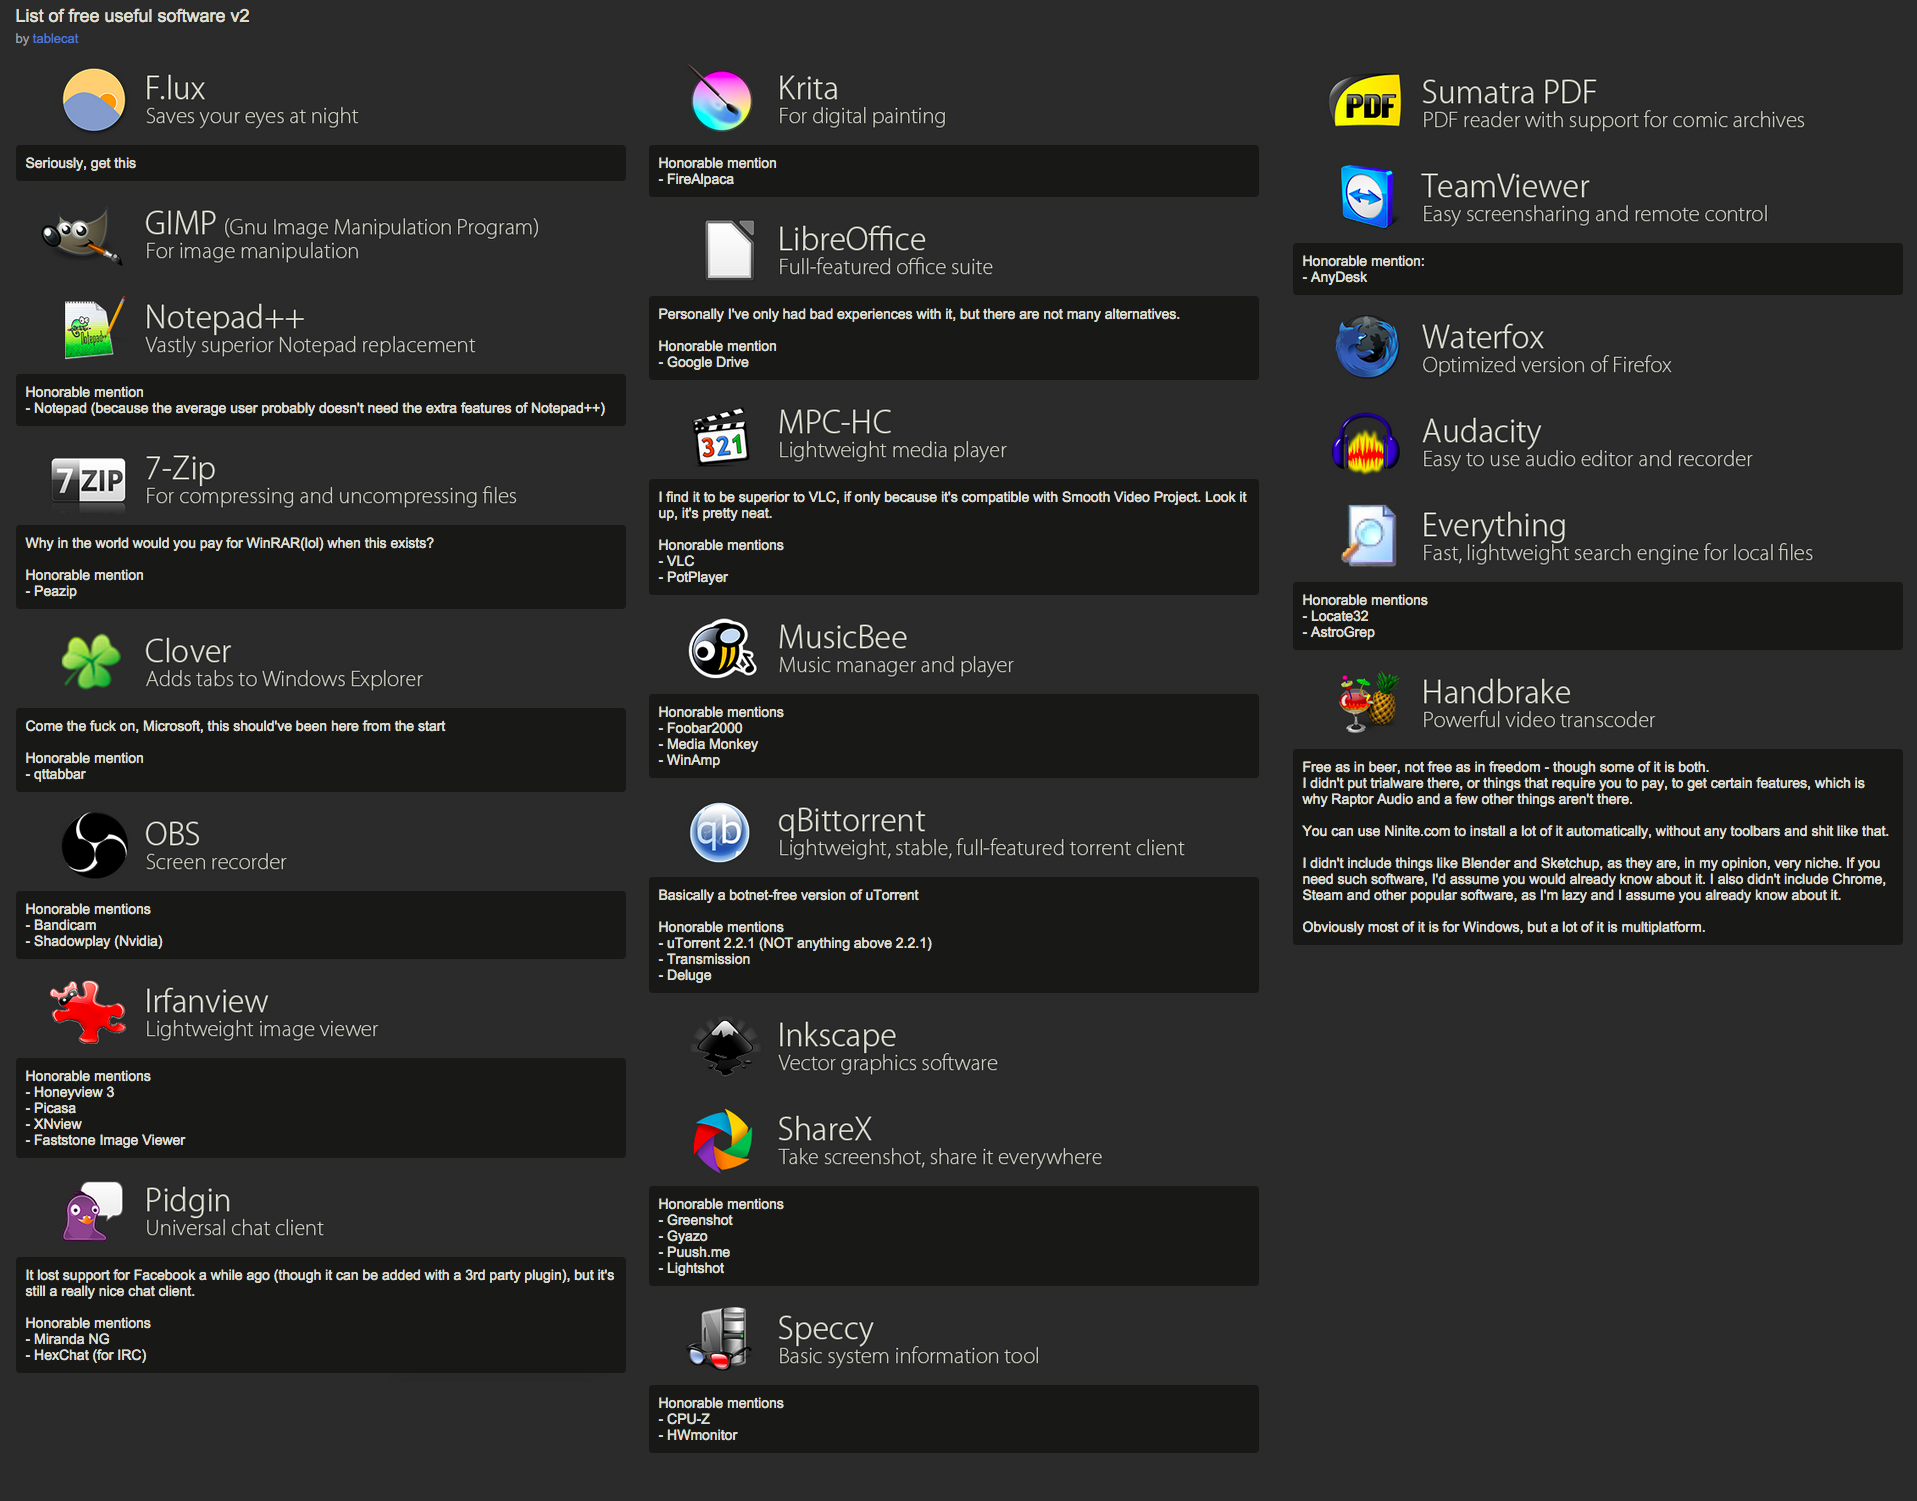 List of free useful software v2
by tablecat
F.lux
Saves your eyes at night
Seriously, get this
GIMP (Gnu Image Manipulation Program)
For image manipulation
Notepad++
Vastly superior Notepad replacement
Honorable mention
- Notepad (because the average user probably doesn't need the extra features of Notepad++)
7 ZIP
7-Zip
For compressing and uncompressing files
Why in the world would you pay for WinRAR(lol) when this exists?
Honorable mention
- Peazip
Clover
Adds tabs to Windows Explorer
Come the fuck on, Microsoft, this should've been here from the start
Honorable mention
- qttabbar
OBS
Screen recorder
Honorable mentions
- Bandicam
- Shadowplay (Nvidia)
Irfanview
Lightweight image viewer
Honorable mentions
- Honeyview 3
- Picasa
- XNview
- Faststone Image Viewer
Pidgin
Universal chat client
It lost support for Facebook a while ago (though it can be added with a 3rd party plugin), but it's
still a really nice chat client.
Honorable mentions
- Miranda NG
- HexChat (for IRC)
Krita
For digital painting
Honorable mention
- FireAlpaca
LibreOffice
Full-featured office suite
Personally I've only had bad experiences with it, but there are not many alternatives.
Honorable mention
- Google Drive
321
MPC-HC
Lightweight media player
I find it to be superior to VLC, if only because it's compatible with Smooth Video Project. Look it
up, it's pretty neat.
Honorable mentions
- VLC
- PotPlayer
MusicBee
Music manager and player
Honorable mentions
- Foobar2000
- Media Monkey
- WinAmp
qb
qBittorrent
Lightweight, stable, full-featured torrent client
Basically a botnet-free version of uTorrent
Honorable mentions
- uTorrent 2.2.1 (NOT anything above 2.2.1)
- Transmission
- Deluge
Inkscape
Vector graphics software
ShareX
Take screenshot, share it everywhere
Honorable mentions
- Greenshot
- Gyazo
- Puush.me
- Lightshot
Speccy
Basic system information tool
Honorable mentions
- CPU-Z
- HWmonitor
PDF
Sumatra PDF
PDF reader with support for comic archives
TeamViewer
Easy screensharing and remote control
Honorable mention:
- AnyDesk
Waterfox
Optimized version of Firefox
Audacity
Easy to use audio editor and recorder
Everything
Fast, lightweight search engine for local files
Honorable mentions
- Locate32
- AstroGrep
Handbrake
Powerful video transcoder
Free as in beer, not free as in freedom - though some of it is both.
I didn't put trialware there, or things that require you to pay, to get certain features, which is
why Raptor Audio and a few other things aren't there.
You can use Ninite.com to install a lot of it automatically, without any toolbars and shit like that.
I didn't include things like Blender and Sketchup, as they are, in my opinion, very niche. If you
need such software, I'd assume you would already know about it. I also didn't include Chrome,
Steam and other popular software, as I'm lazy and I assume you already know about it.
Obviously most of it is for Windows, but a lot of it is multiplatform.